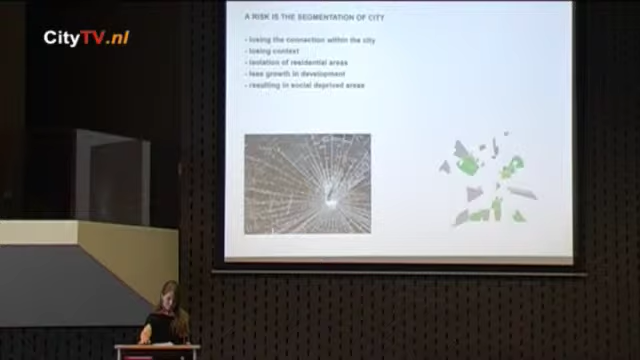 CityTV.nl
A RISK IS THE SEGMENTATION OF CITY
- losing the connection within the city
- losing context
- isolation of residential areas
- less growth in development
- resulting in social deprived areas